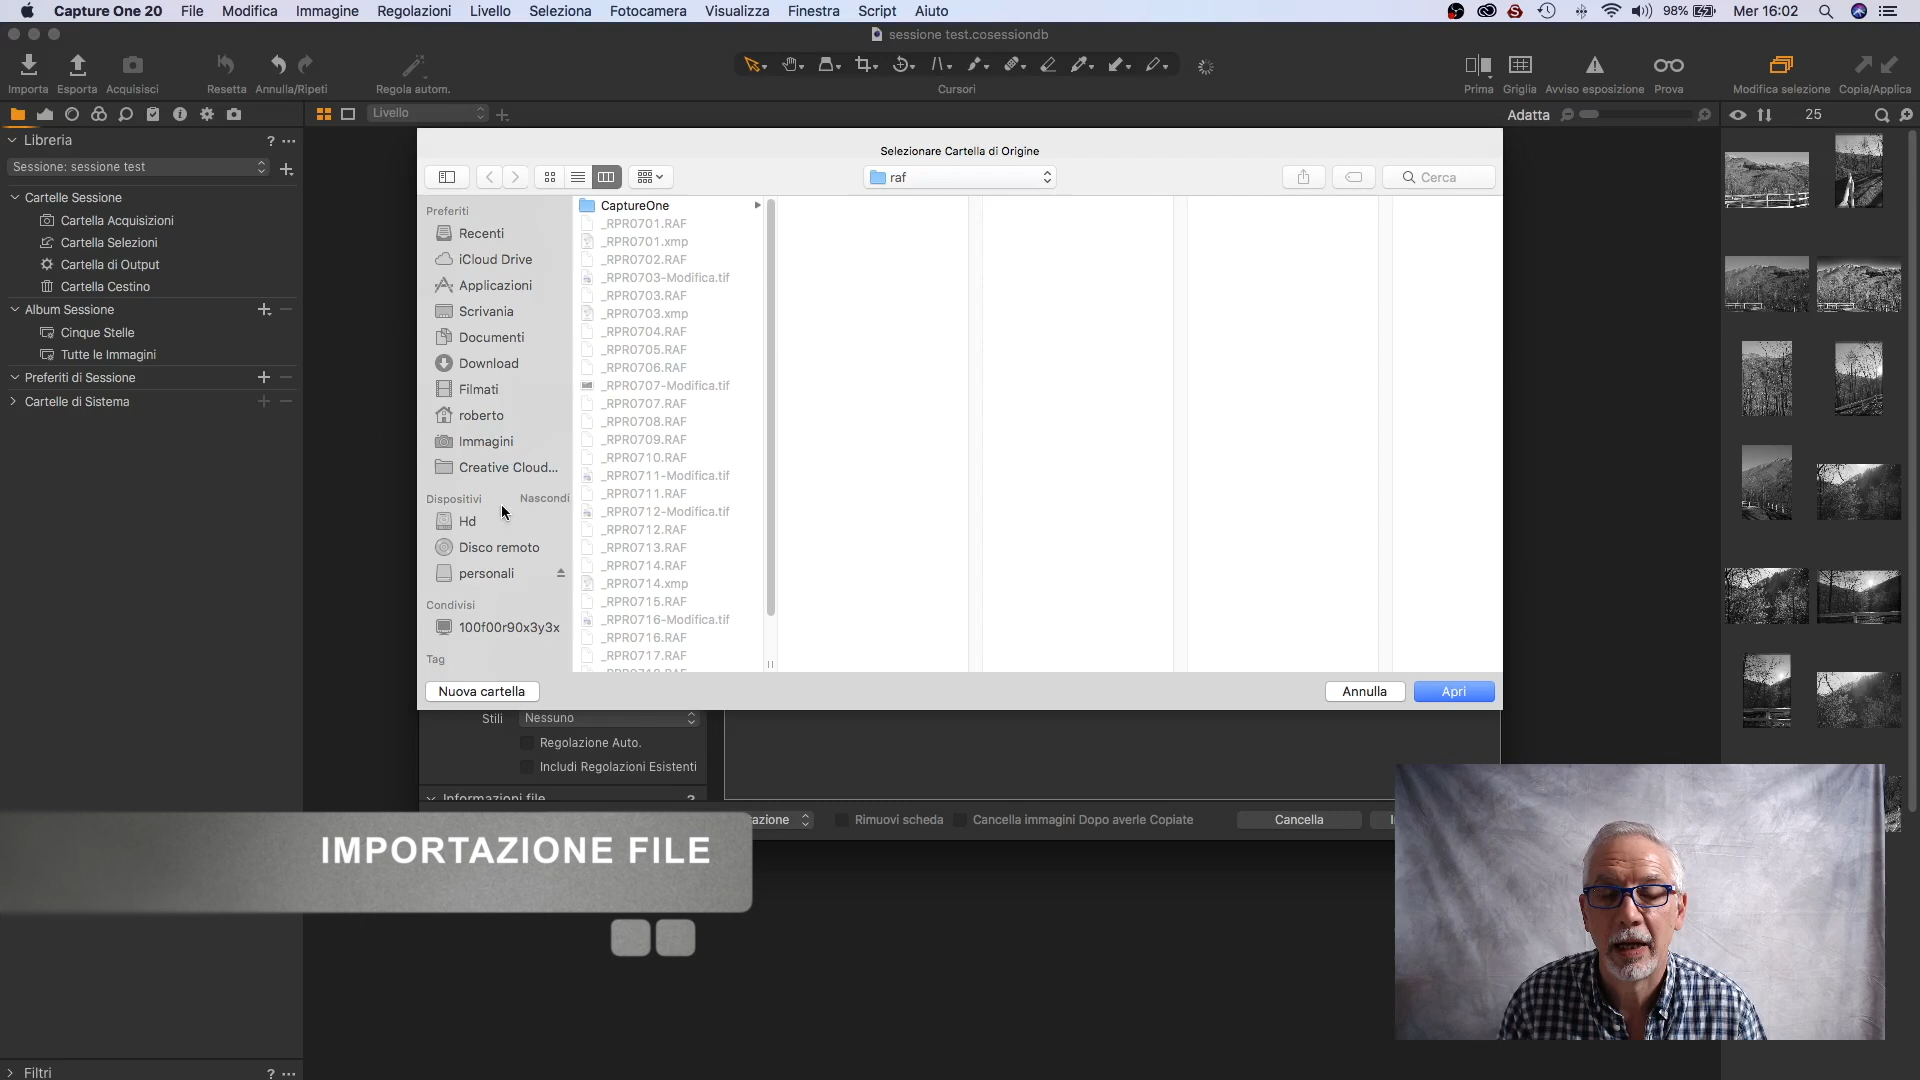 Capture One 20 File Modifica Immagine Regolazioni Livello Seleziona Fotocamera Visualizza Finestra Script Aiuto
98% Mer 16:02
sessione test.cosessiondb
Importa Esporta Acquisisci Resetta Annulla/Ripeti Regola autom. Cursori Prima Griglia Avviso esposizione Prova Modifica selezione Copia/Applica
Livello
Adatta
25
Libreria
?
Sessione: sessione test
Cartelle Sessione
Cartella Acquisizioni
Cartella Selezioni
Cartella di Output
Cartella Cestino
Album Sessione
Cinque Stelle
Tutte le Immagini
Preferiti di Sessione
Cartelle di Sistema
Filtri
?
Selezionare Cartella di Origine
raf
Cerca
Preferiti
Recenti
iCloud Drive
Applicazioni
Scrivania
Documenti
Download
Filmati
roberto
Immagini
Creative Cloud...
Dispositivi Nascondi
Hd
Disco remoto
personali
Condivisi
100f00r90x3y3x
Tag
CaptureOne
_RPR0701.RAF
_RPR0701.xmp
_RPR0702.RAF
_RPR0703-Modifica.tif
_RPR0703.RAF
_RPR0703.xmp
_RPR0704.RAF
_RPR0705.RAF
_RPR0706.RAF
_RPR0707-Modifica.tif
_RPR0707.RAF
_RPR0708.RAF
_RPR0709.RAF
_RPR0710.RAF
_RPR0711-Modifica.tif
_RPR0711.RAF
_RPR0712-Modifica.tif
_RPR0712.RAF
_RPR0713.RAF
_RPR0714.RAF
_RPR0714.xmp
_RPR0715.RAF
_RPR0716-Modifica.tif
_RPR0716.RAF
_RPR0717.RAF
Nuova cartella
Annulla
Apri
Stili Nessuno
Regolazione Auto.
Includi Regolazioni Esistenti
Informazioni file
?
azione
Rimuovi scheda
Cancella immagini Dopo averle Copiate
Cancella
IMPORTAZIONE FILE